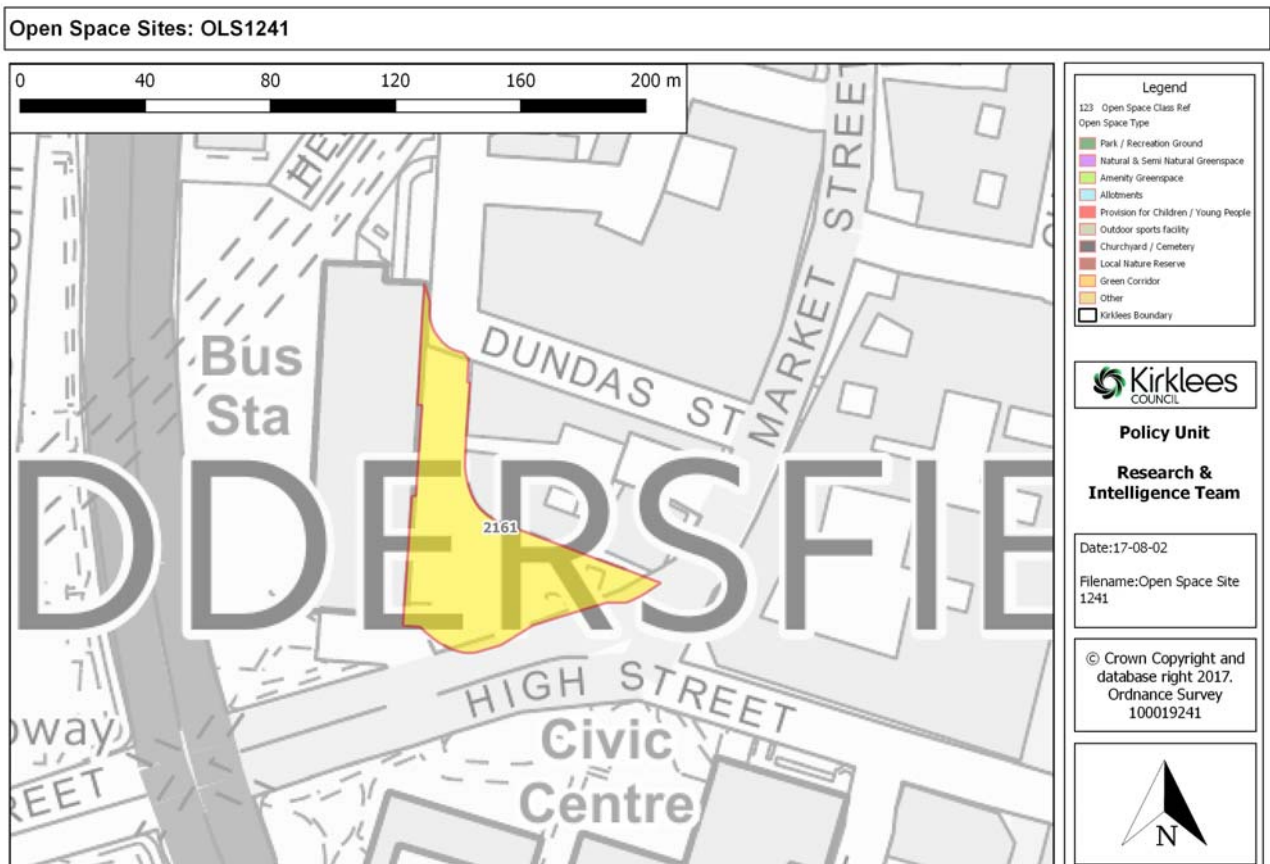 Open Space Sites: OLS1241
0 40 80 120 160 200 m
MARKET STREET
Bus
Sta
DUNDAS ST
DDERSFIE
2161
HIGH STREET
Civic
Centre
Legend
123 Open Space Class Ref
Open Space Type
Park / Recreation Ground
Natural & Semi Natural Greenspace
Amenity Greenspace
Allotments
Provision for Children / Young People
Outdoor sports facility
Churchyard / Cemetery
Local Nature Reserve
Green Corridor
Other
Kirklees Boundary
Kirklees
COUNCIL
Policy Unit
Research &
Intelligence Team
Date:17-08-02
Filename:Open Space Site
1241
© Crown Copyright and
database right 2017.
Ordnance Survey
100019241
N